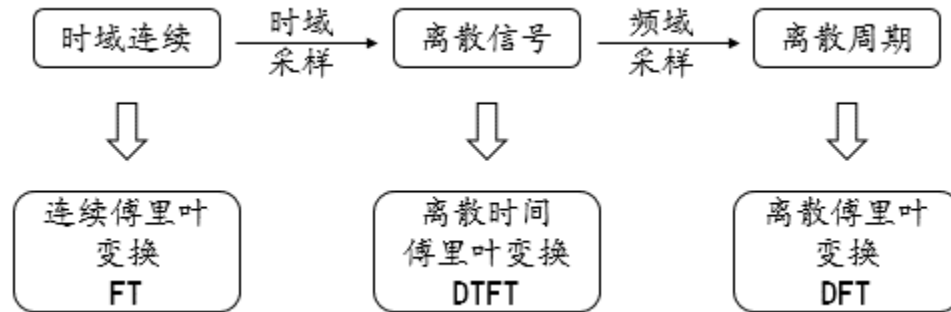 时域连续
时域
采样
离散信号
频域
采样
离散周期
连续傅里叶
变换
FT
离散时间
傅里叶变换
DTFT
离散傅里叶
变换
DFT